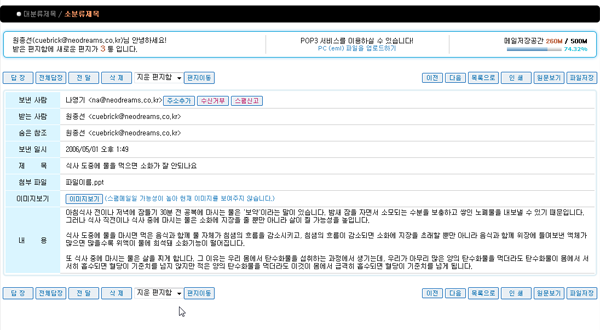 대분류제목 / 소분류제목
원종선(cuebrick@neodreams.co.kr)님 안녕하세요!
받은 편지함에 새로운 편지가 3 통 입니다.
POP3 서비스를 이용하실 수 있습니다!
PC (eml) 파일을 업로드하기
메일저장공간 260M / 500M
74.32%
답 장 전체답장 전 달 삭 제 지운 편지함 편지이동 이전 다음 목록으로 인 쇄 원문보기 파일저장
보낸 사람 나명기 <na@neodreams.co.kr> 주소추가 수신거부 스팸신고
받는 사람 원종선 <cuebrick@neodreams.co.kr>
숨은 참조 원종선 <cuebrick@neodreams.co.kr>
보낸 일시 2006/05/01 오후 1:49
제 목 식사 도중에 물을 먹으면 소화가 잘 안되나요
첨부 파일 파일이름.ppt
이미지보기 이미지보기 (스팸메일일 가능성이 높아 현재 이미지를 보여주지 않습니다.)
아침식사 전이나 저녁에 잠들기 30분 전 공복에 마시는 물은 '보약'이라는 말이 있습니다. 밤새 잠을 자면서 소모되는 수분을 보충하고 쌓인 노폐물을 내보낼 수 있기 때문입니다.
그러나 식사 직전이나 식사 중에 마시는 물은 소화에 지장을 줄 뿐만 아니라 살이 찔 가능성을 높입니다.
내 용
식사 도중에 물을 마시면 먹은 음식과 함께 물 자체가 침샘의 흐름을 감소시키고, 침샘의 흐름이 감소되면 소화에 지장을 초래할 뿐만 아니라 음식과 함께 위장에 들여보낸 액체가
많으면 많을수록 위액이 물에 희석돼 소화기능이 떨어집니다.
또 식사 중에 마시는 물은 살을 찌게 합니다. 그 이유는 우리 몸에서 탄수화물을 섭취하는 과정에서 생기는데, 우리가 아무리 많은 양의 탄수화물을 먹더라도 탄수화물이 몸에서 서
서히 흡수되면 혈당이 기준치를 넘지 않지만 적은 양의 탄수화물을 먹더라도 이것이 몸에서 급격히 흡수되면 혈당이 기준치를 넘게 됩니다.
답 장 전체답장 전 달 삭 제 지운 편지함 편지이동 이전 다음 목록으로 인 쇄 원문보기 파일저장